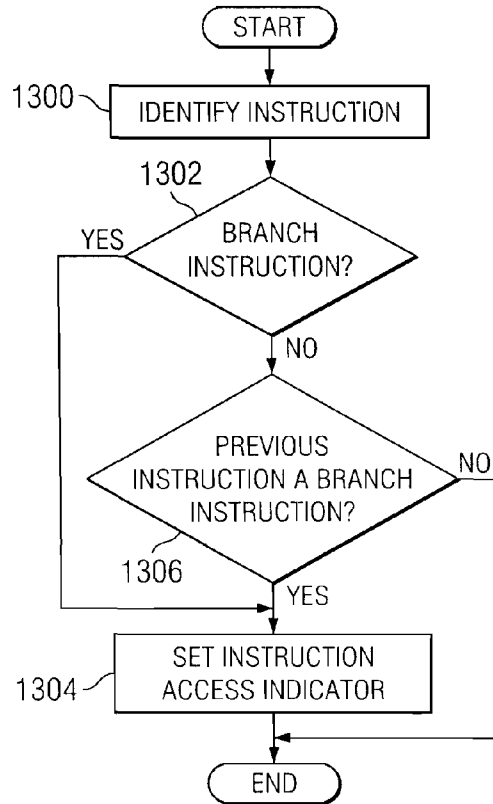 START
1300
IDENTIFY INSTRUCTION
1302
YES
BRANCH
INSTRUCTION?
NO
PREVIOUS
INSTRUCTION A BRANCH
INSTRUCTION?
NO
1306
YES
1304
SET INSTRUCTION
ACCESS INDICATOR
END